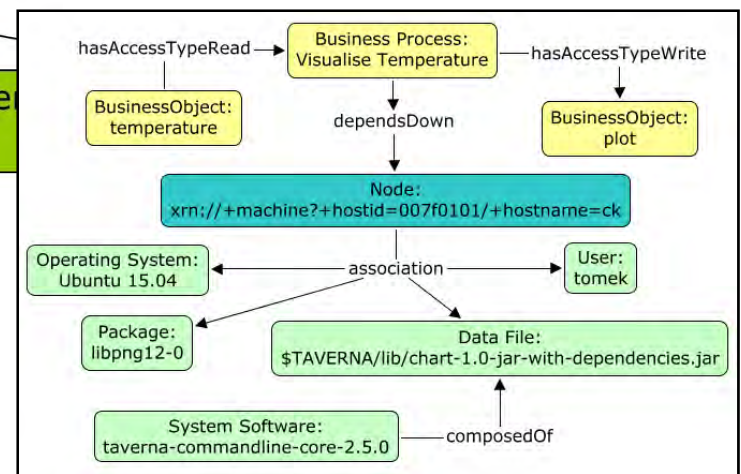 hasAccessTypeRead
Business Process:
Visualise Temperature
hasAccessTypeWrite
BusinessObject:
temperature
dependsDown
BusinessObject:
plot
Node:
xrn://+machine?+hostid=007f0101/+hostname=ck
Operating System:
Ubuntu 15.04
association
User:
tomek
Package:
libpng12-0
Data File:
$TAVERNA/lib/chart-1.0-jar-with-dependencies.jar
System Software:
taverna-commandline-core-2.5.0
composedOf